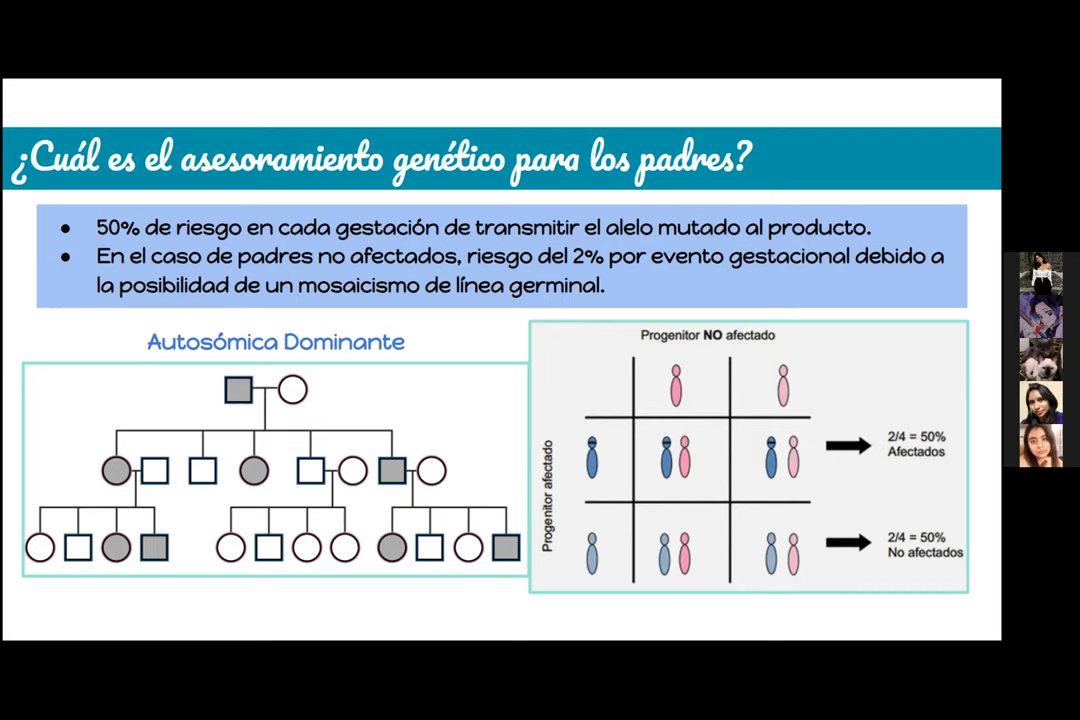 ¿Cuál es el asesoramiento genético para los padres?
● 50% de riesgo en cada gestación de transmitir el alelo mutado al producto.
● En el caso de padres no afectados, riesgo del 2% por evento gestacional debido a
la posibilidad de un mosaicismo de línea germinal.
Autosómica Dominante
Progenitor NO afectado
Progenitor afectado
2/4 = 50%
Afectados
2/4 = 50%
No afectados